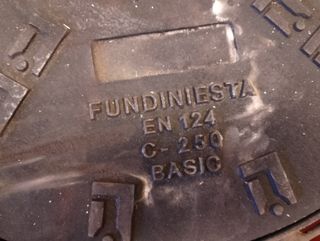 FUNDINIESTA
EN 124
C-250
BASIC